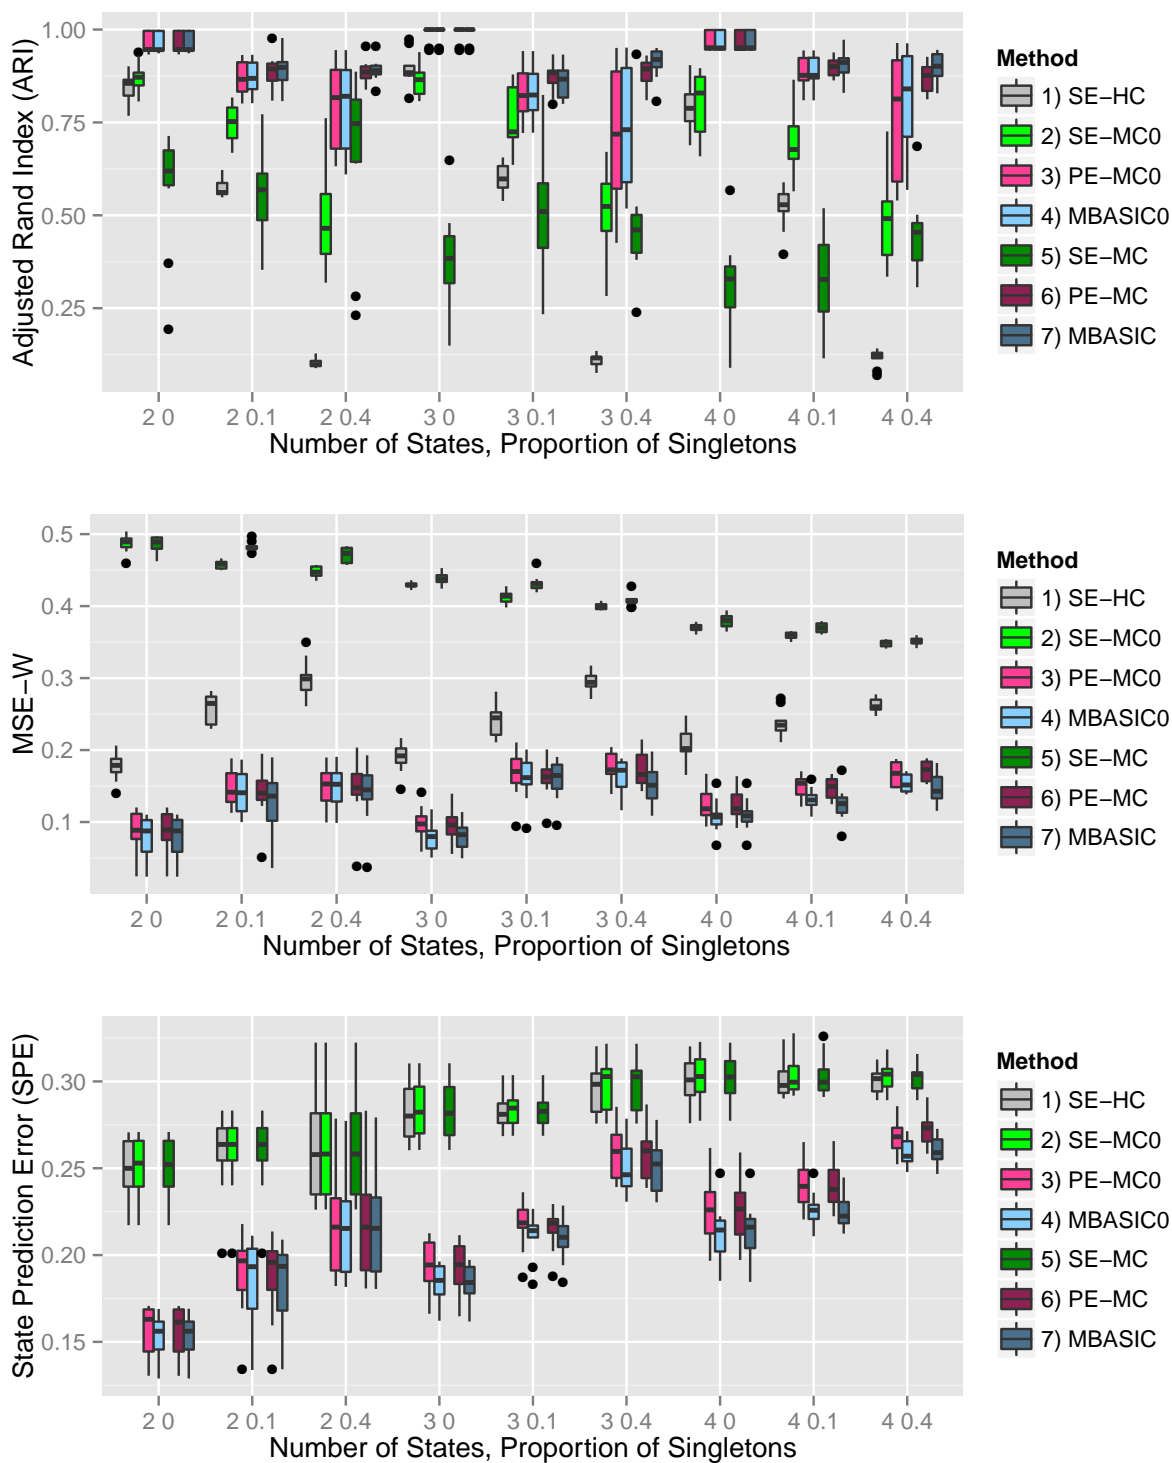 Adjusted Rand Index (ARI)
1.00
0.75
0.50
0.25
2 0
2 0.1
2 0.4
3 0
3 0.1
3 0.4
4 0
4 0.1
4 0.4
Number of States, Proportion of Singletons
Method
1) SE−HC
2) SE−MC0
3) PE−MC0
4) MBASIC0
5) SE−MC
6) PE−MC
7) MBASIC
MSE−W
0.5
0.4
0.3
0.2
0.1
2 0
2 0.1
2 0.4
3 0
3 0.1
3 0.4
4 0
4 0.1
4 0.4
Number of States, Proportion of Singletons
Method
1) SE−HC
2) SE−MC0
3) PE−MC0
4) MBASIC0
5) SE−MC
6) PE−MC
7) MBASIC
State Prediction Error (SPE)
0.30
0.25
0.20
0.15
2 0
2 0.1
2 0.4
3 0
3 0.1
3 0.4
4 0
4 0.1
4 0.4
Number of States, Proportion of Singletons
Method
1) SE−HC
2) SE−MC0
3) PE−MC0
4) MBASIC0
5) SE−MC
6) PE−MC
7) MBASIC